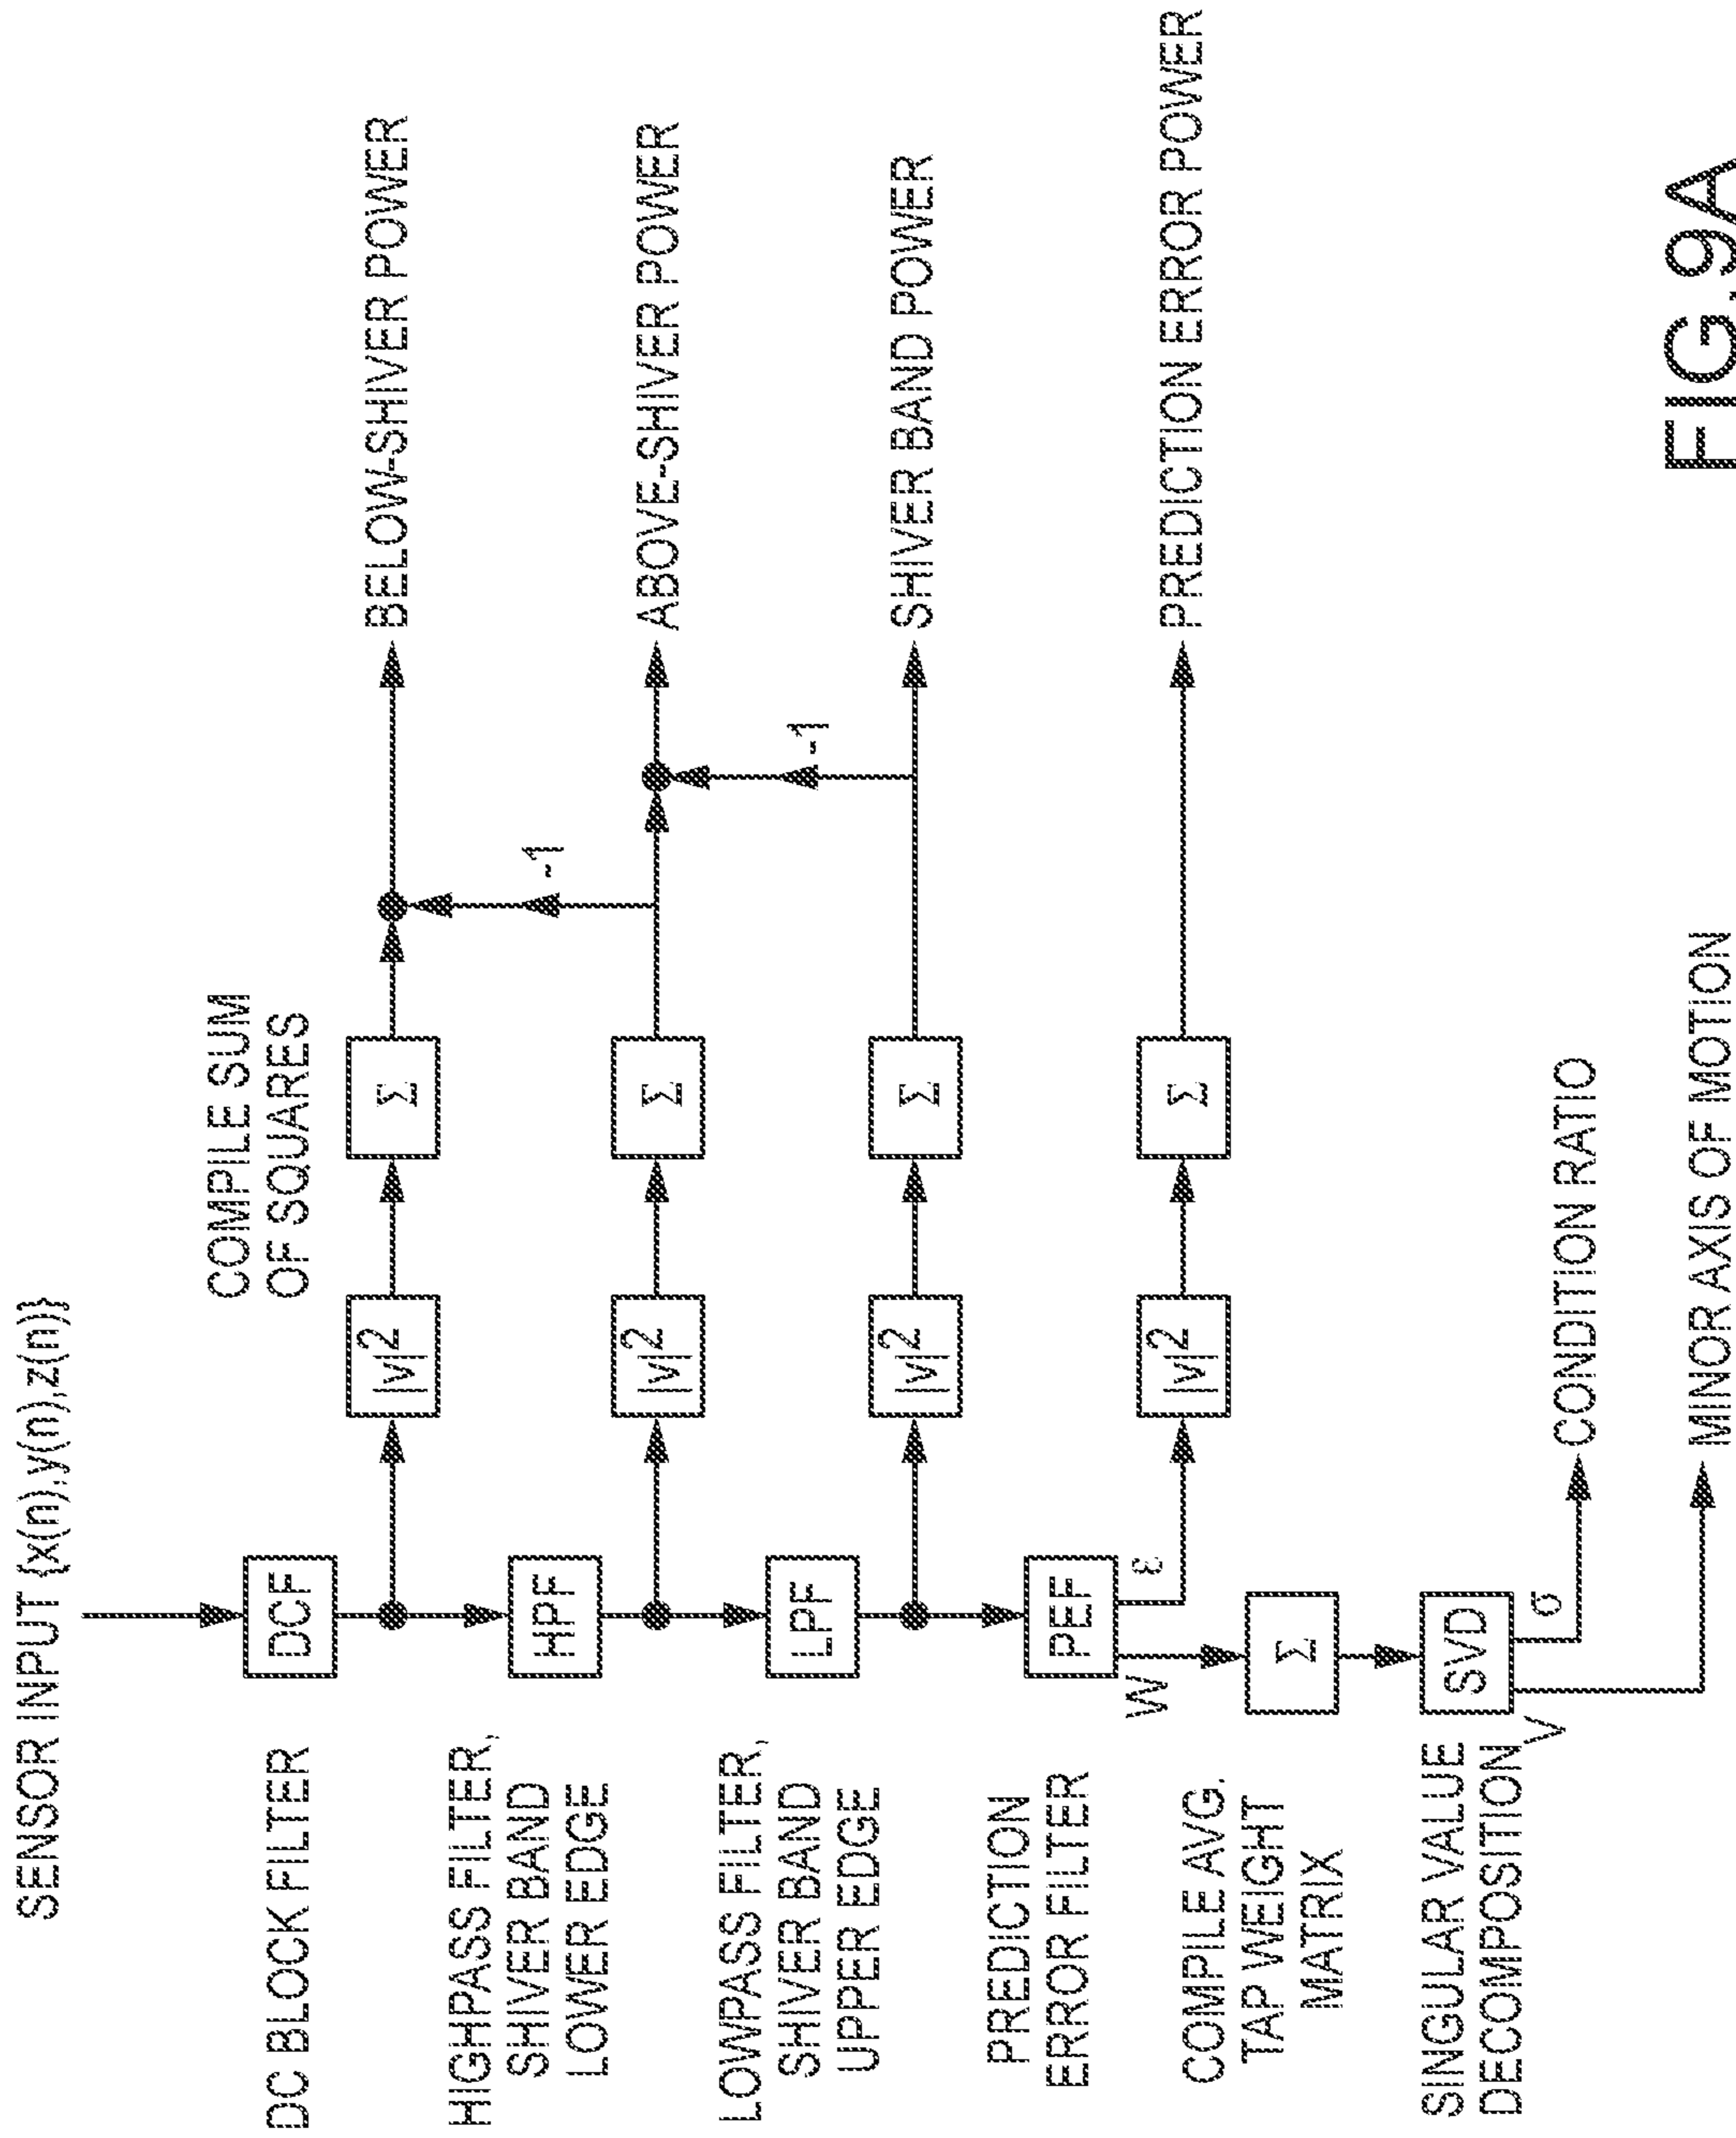 SENSOR INPUT {x(n),y(n),z(n)}
COMPILE SUM
OF SQUARES
DC BLOCK FILTER
DCF
|v|2
Σ
BELOW-SHIVER POWER
-1
HIGHPASS FILTER,
SHIVER BAND
LOWER EDGE
HPF
|v|2
Σ
ABOVE-SHIVER POWER
-1
LOWPASS FILTER,
SHIVER BAND
UPPER EDGE
LPF
|v|2
Σ
SHIVER BAND POWER
PREDICTION
ERROR FILTER
PEF
W
ε
|v|2
Σ
PREDICTION ERROR POWER
COMPILE AVG.
TAP WEIGHT
MATRIX
Σ
SINGULAR VALUE
DECOMPOSITION
SVD
V
σ
CONDITION RATIO
MINOR AXIS OF MOTION
FIG.9A